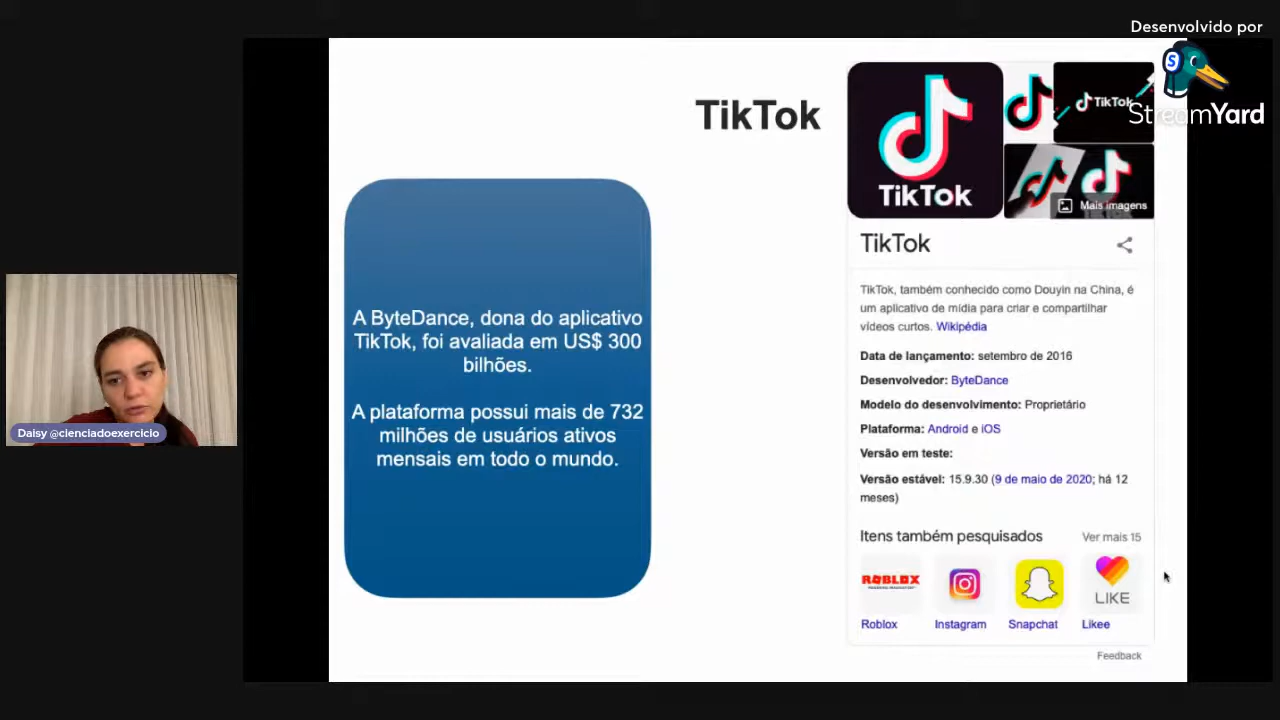 Desenvolvido por
StreamYard
TikTok
TikTok
TikTok
Mais imagens
A ByteDance, dona do aplicativo
TikTok, foi avaliada em US$ 300
bilhões.
A plataforma possui mais de 732
milhões de usuários ativos
mensais em todo o mundo.
TikTok
TikTok, também conhecido como Douyin na China, é
um aplicativo de mídia para criar e compartilhar
vídeos curtos. Wikipédia
Data de lançamento: setembro de 2016
Desenvolvedor: ByteDance
Modelo do desenvolvimento: Proprietário
Plataforma: Android e iOS
Versão em teste:
Versão estável: 15.9.30 (9 de maio de 2020; há 12
meses)
Itens também pesquisados
Ver mais 15
ROBLOX
LIKE
Roblox
Instagram
Snapchat
Likee
Feedback
Daisy @cienciadoexercicio